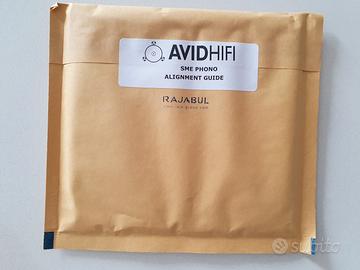 AVIDHIFI
SME PHONO
ALIGNMENT GUIDE
RAJABUL
subito